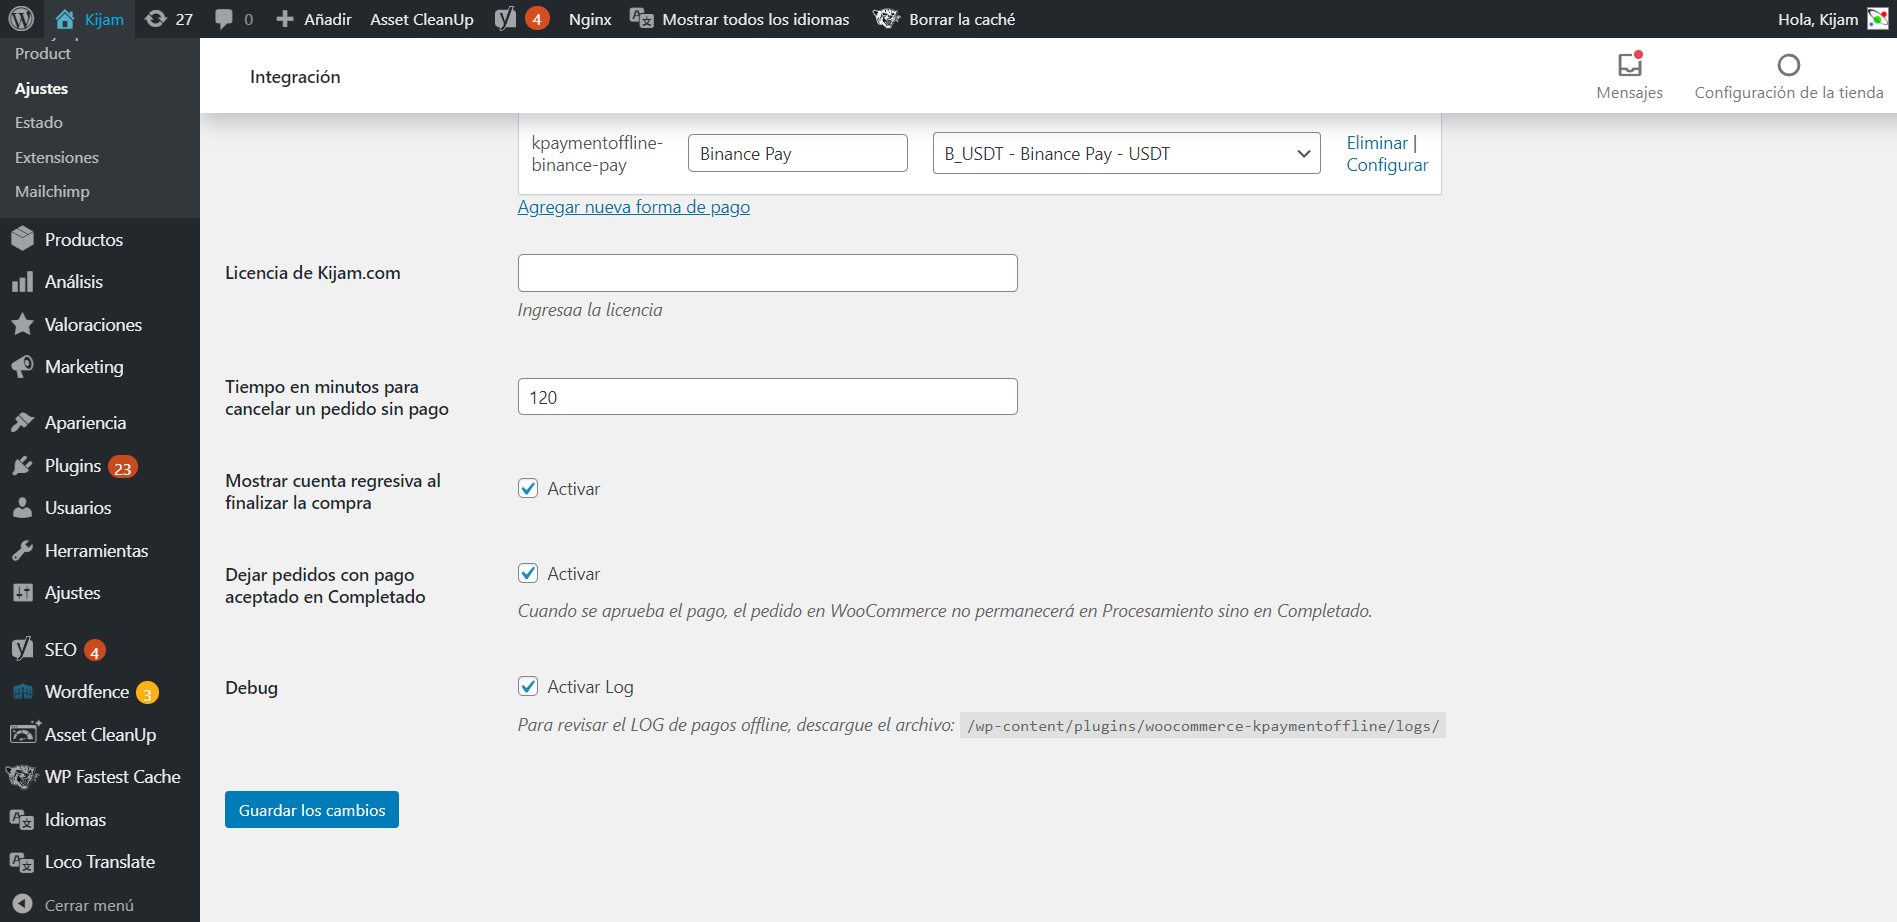 Kijam
27
0
Añadir
Asset CleanUp
4
Nginx
Mostrar todos los idiomas
Borrar la caché
Hola, Kijam
Product
Ajustes
Estado
Extensiones
Mailchimp
Productos
Análisis
Valoraciones
Marketing
Apariencia
Plugins 23
Usuarios
Herramientas
Ajustes
SEO 4
Wordfence 3
Asset CleanUp
WP Fastest Cache
Idiomas
Loco Translate
Cerrar menú
Integración
Mensajes
Configuración de la tienda
kpaymentoffline-
binance-pay
Binance Pay
B_USDT - Binance Pay - USDT
Eliminar |
Configurar
Agregar nueva forma de pago
Licencia de Kijam.com
Ingresaa la licencia
Tiempo en minutos para
cancelar un pedido sin pago
120
Mostrar cuenta regresiva al
finalizar la compra
Activar
Dejar pedidos con pago
aceptado en Completado
Activar
Cuando se aprueba el pago, el pedido en WooCommerce no permanecerá en Procesamiento sino en Completado.
Debug
Activar Log
Para revisar el LOG de pagos offline, descargue el archivo: /wp-content/plugins/woocommerce-kpaymentoffline/logs/
Guardar los cambios